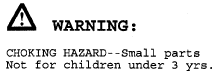 WARNING:
CHOKING HAZARD--Small parts
Not for children under 3 yrs.